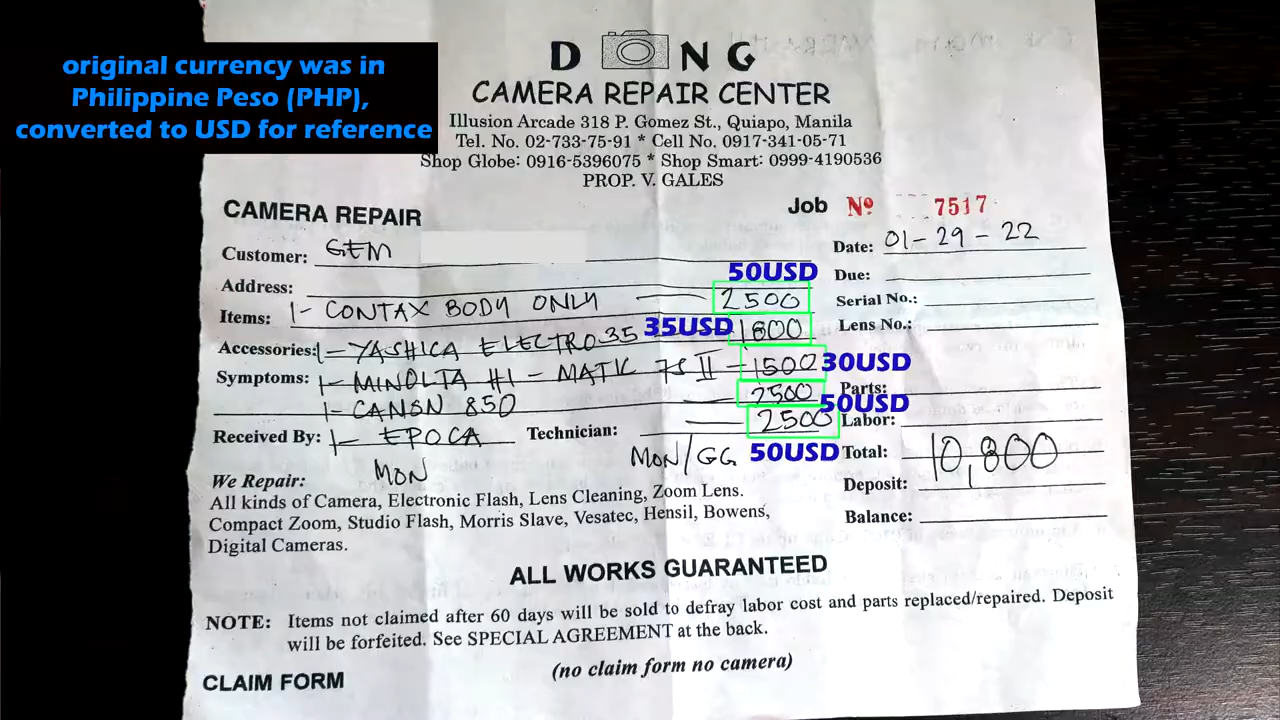 original currency was in
Philippine Peso (PHP),
converted to USD for reference
D NG
CAMERA REPAIR CENTER
Illusion Arcade 318 P. Gomez St., Quiapo, Manila
Tel. No. 02-733-75-91 * Cell No. 0917-341-05-71
Shop Globe: 0916-5396075 * Shop Smart: 0999-4190536
PROP. V. GALES
CAMERA REPAIR
Job Nº 7517
Customer: GEM
Date: 01-29-22
Address:
50USD
Due:
Items: 1- CONTAX BODY ONLY — 2500
Serial No.:
Accessories: 1- YASHICA ELECTRO 35 35USD 1800
Lens No.:
Symptoms: 1- MINOLTA HI-MATIC 7S II - 1500 30USD
Parts:
1- CANON 850 — 2500 50USD
Labor:
Received By: 1- EPOCA — 2500
Technician:
MON MON/GG 50USD
Total: 10,800
Deposit:
Balance:
We Repair:
All kinds of Camera, Electronic Flash, Lens Cleaning, Zoom Lens.
Compact Zoom, Studio Flash, Morris Slave, Vesatec, Hensil, Bowens,
Digital Cameras.
ALL WORKS GUARANTEED
NOTE: Items not claimed after 60 days will be sold to defray labor cost and parts replaced/repaired. Deposit
will be forfeited. See SPECIAL AGREEMENT at the back.
(no claim form no camera)
CLAIM FORM